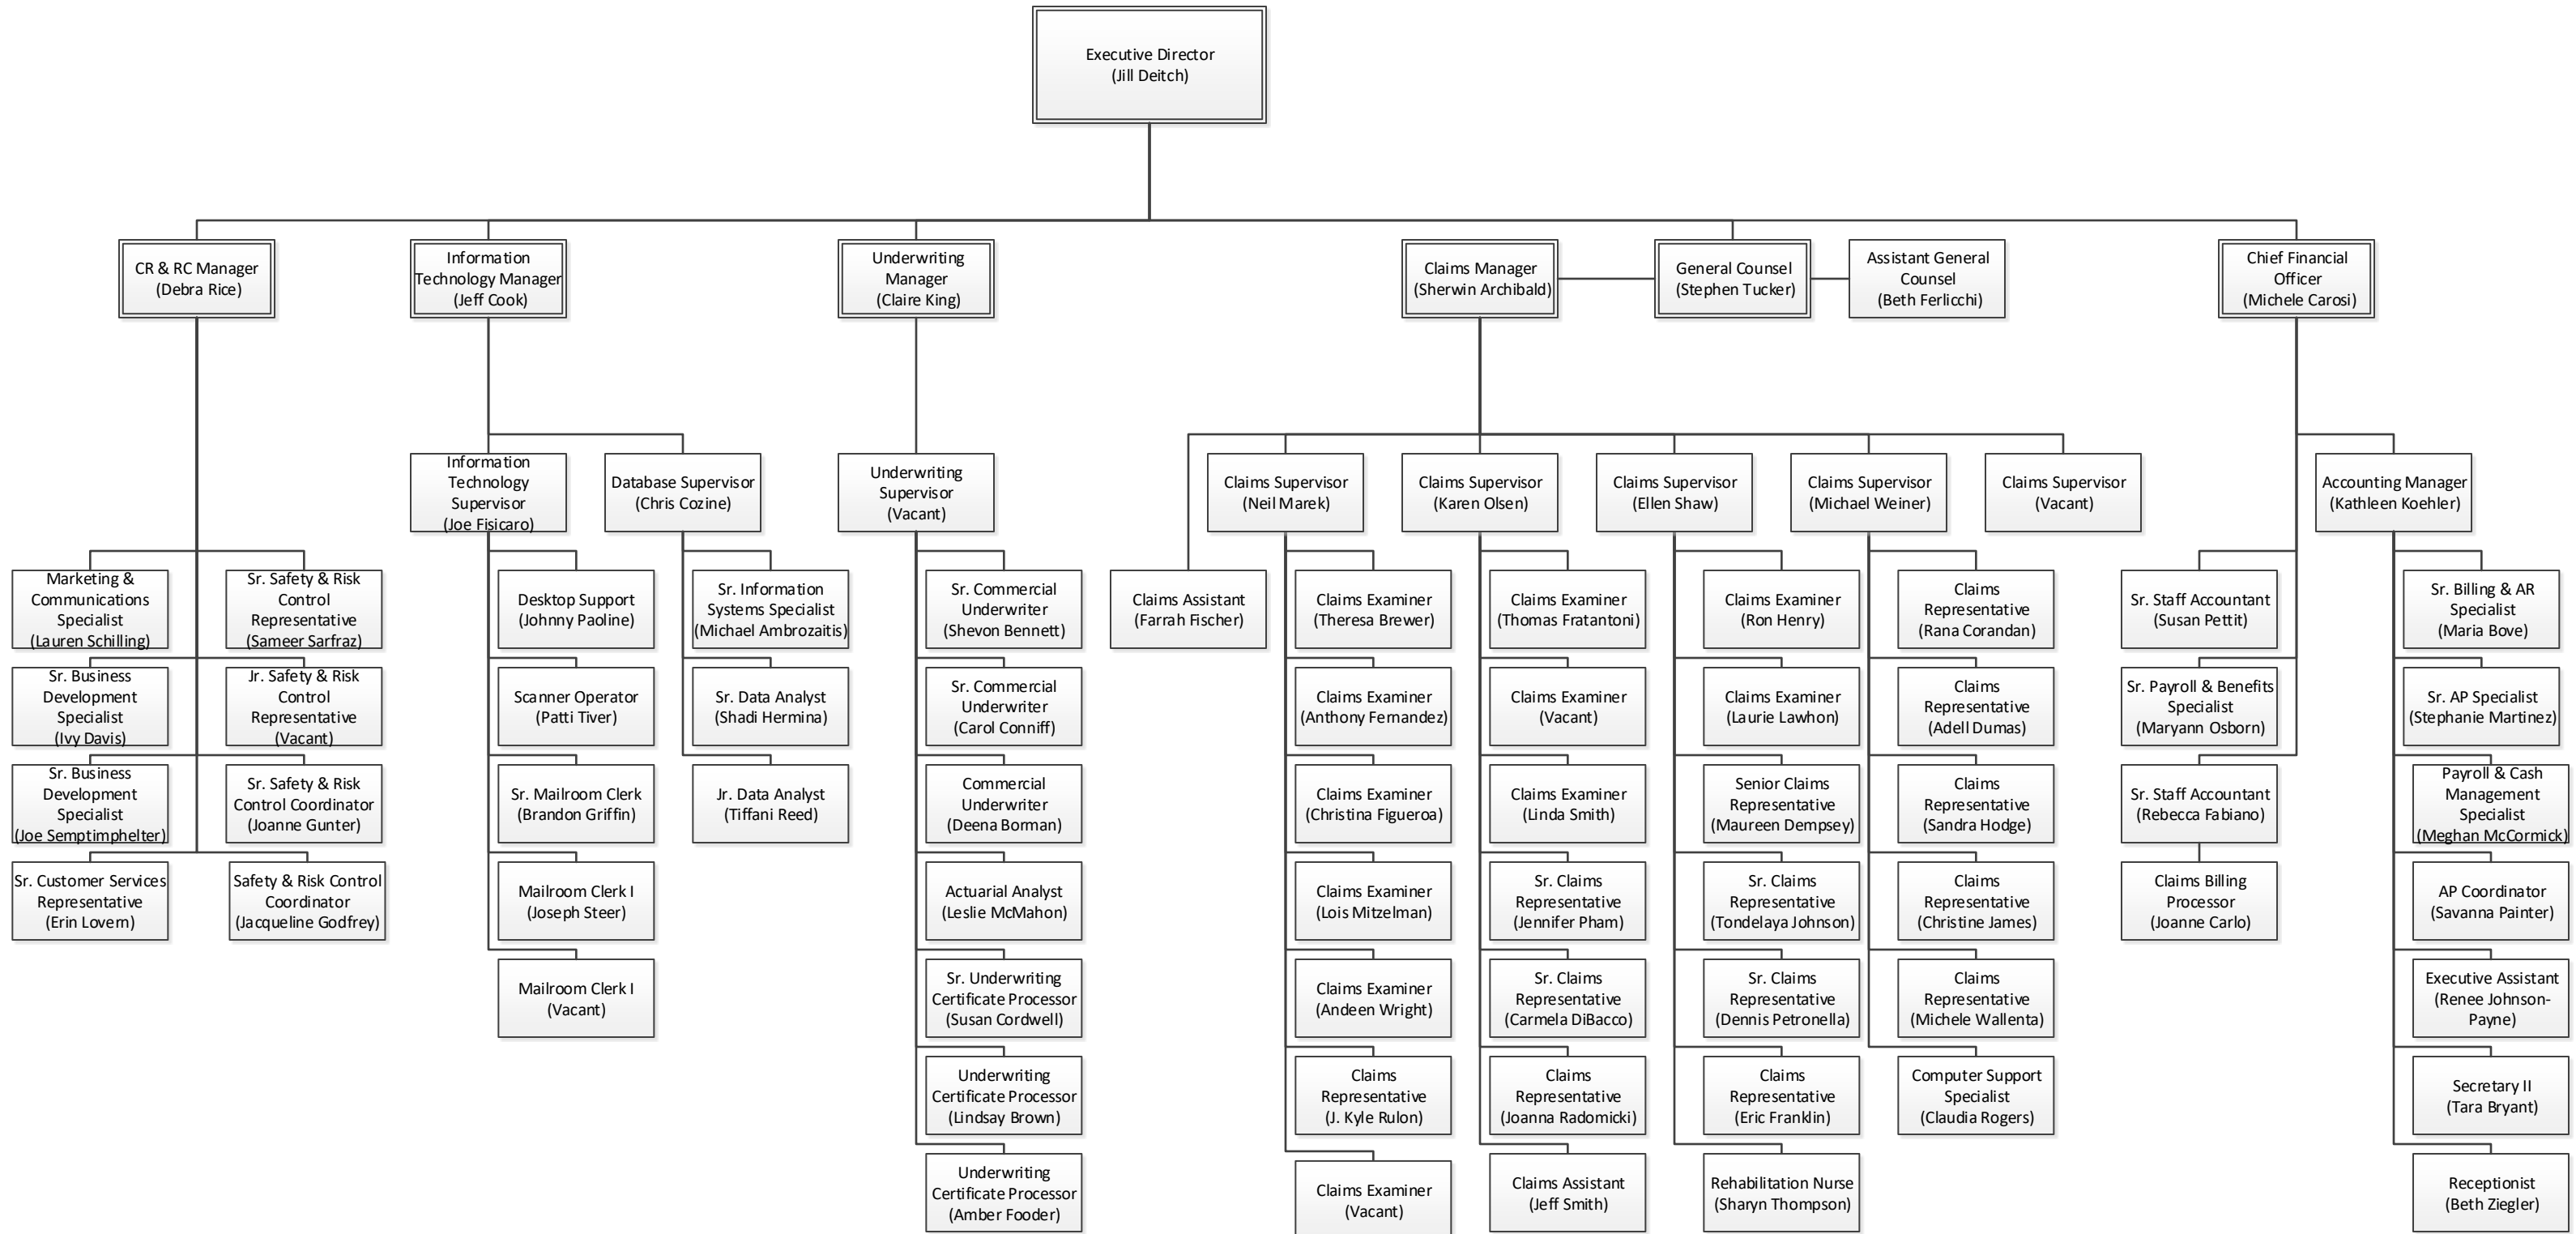 Executive Director
(Jill Deitch)
CR & RC Manager
(Debra Rice)
Information
Technology Manager
(Jeff Cook)
Underwriting
Manager
(Claire King)
Claims Manager
(Sherwin Archibald)
General Counsel
(Stephen Tucker)
Assistant General
Counsel
(Beth Ferlicchi)
Chief Financial
Officer
(Michele Carosi)
Information
Technology
Supervisor
(Joe Fisicaro)
Database Supervisor
(Chris Cozine)
Underwriting
Supervisor
(Vacant)
Claims Supervisor
(Neil Marek)
Claims Supervisor
(Karen Olsen)
Claims Supervisor
(Ellen Shaw)
Claims Supervisor
(Michael Weiner)
Claims Supervisor
(Vacant)
Accounting Manager
(Kathleen Koehler)
Marketing &
Communications
Specialist
(Lauren Schilling)
Sr. Safety & Risk
Control
Representative
(Sameer Sarfraz)
Desktop Support
(Johnny Paoline)
Sr. Information
Systems Specialist
(Michael Ambrozaitis)
Sr. Commercial
Underwriter
(Shevon Bennett)
Claims Assistant
(Farrah Fischer)
Claims Examiner
(Theresa Brewer)
Claims Examiner
(Thomas Fratantoni)
Claims Examiner
(Ron Henry)
Claims
Representative
(Rana Corandan)
Sr. Staff Accountant
(Susan Pettit)
Sr. Billing & AR
Specialist
(Maria Bove)
Sr. Business
Development
Specialist
(Ivy Davis)
Jr. Safety & Risk
Control
Representative
(Vacant)
Scanner Operator
(Patti Tiver)
Sr. Data Analyst
(Shadi Hermina)
Sr. Commercial
Underwriter
(Carol Conniff)
Claims Examiner
(Anthony Fernandez)
Claims Examiner
(Vacant)
Claims Examiner
(Laurie Lawhon)
Claims
Representative
(Adell Dumas)
Sr. Payroll & Benefits
Specialist
(Maryann Osborn)
Sr. AP Specialist
(Stephanie Martinez)
Sr. Business
Development
Specialist
(Joe Semptimphelter)
Sr. Safety & Risk
Control Coordinator
(Joanne Gunter)
Sr. Mailroom Clerk
(Brandon Griffin)
Jr. Data Analyst
(Tiffani Reed)
Commercial
Underwriter
(Deena Borman)
Claims Examiner
(Christina Figueroa)
Claims Examiner
(Linda Smith)
Senior Claims
Representative
(Maureen Dempsey)
Claims
Representative
(Sandra Hodge)
Sr. Staff Accountant
(Rebecca Fabiano)
Payroll & Cash
Management
Specialist
(Meghan McCormick)
Sr. Customer Services
Representative
(Erin Lovern)
Safety & Risk Control
Coordinator
(Jacqueline Godfrey)
Mailroom Clerk I
(Joseph Steer)
Actuarial Analyst
(Leslie McMahon)
Claims Examiner
(Lois Mitzelman)
Sr. Claims
Representative
(Jennifer Pham)
Sr. Claims
Representative
(Tondelaya Johnson)
Claims
Representative
(Christine James)
Claims Billing
Processor
(Joanne Carlo)
AP Coordinator
(Savanna Painter)
Mailroom Clerk I
(Vacant)
Sr. Underwriting
Certificate Processor
(Susan Cordwell)
Claims Examiner
(Andeen Wright)
Sr. Claims
Representative
(Carmela DiBacco)
Sr. Claims
Representative
(Dennis Petronella)
Claims
Representative
(Michele Wallenta)
Executive Assistant
(Renee Johnson-
Payne)
Underwriting
Certificate Processor
(Lindsay Brown)
Claims
Representative
(J. Kyle Rulon)
Claims
Representative
(Joanna Radomicki)
Claims
Representative
(Eric Franklin)
Computer Support
Specialist
(Claudia Rogers)
Secretary II
(Tara Bryant)
Underwriting
Certificate Processor
(Amber Fooder)
Claims Examiner
(Vacant)
Claims Assistant
(Jeff Smith)
Rehabilitation Nurse
(Sharyn Thompson)
Receptionist
(Beth Ziegler)